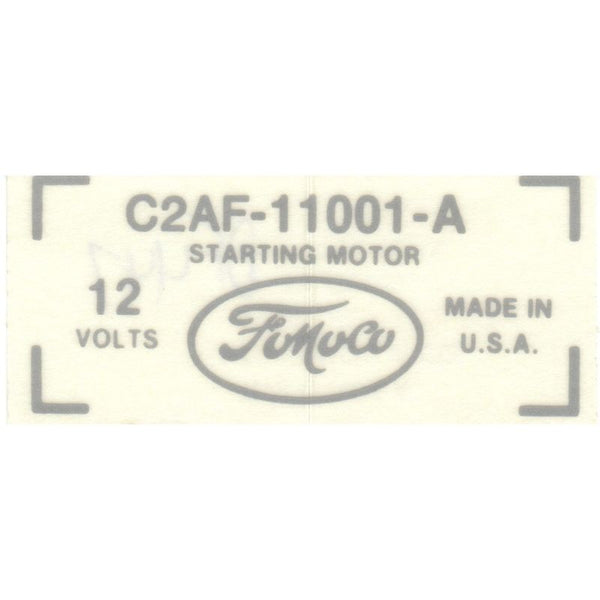 C2AF-11001-A
STARTING MOTOR
12
VOLTS
FoMoCo
MADE IN
U.S.A.